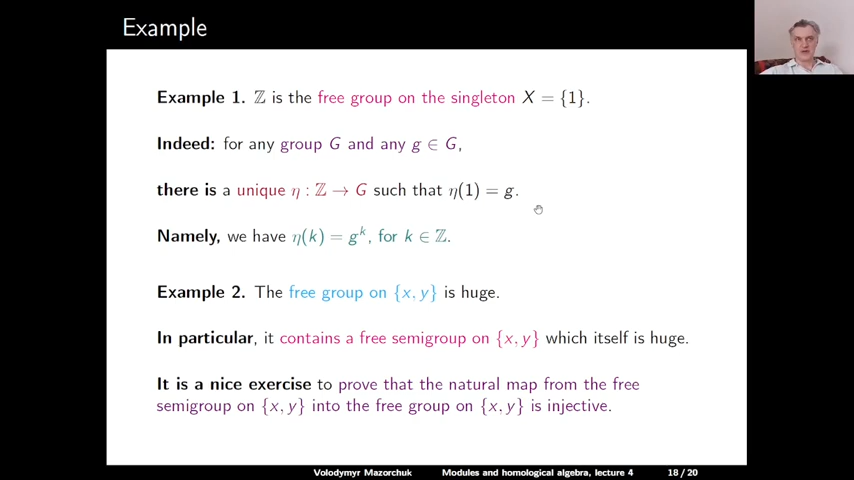 Example
Example 1. ℤ is the free group on the singleton X = {1}.
Indeed: for any group G and any g ∈ G,
there is a unique η : ℤ → G such that η(1) = g.
Namely, we have η(k) = gᵏ, for k ∈ ℤ.
Example 2. The free group on {x, y} is huge.
In particular, it contains a free semigroup on {x, y} which itself is huge.
It is a nice exercise to prove that the natural map from the free
semigroup on {x, y} into the free group on {x, y} is injective.
Volodymyr Mazorchuk Modules and homological algebra, lecture 4 18 / 20